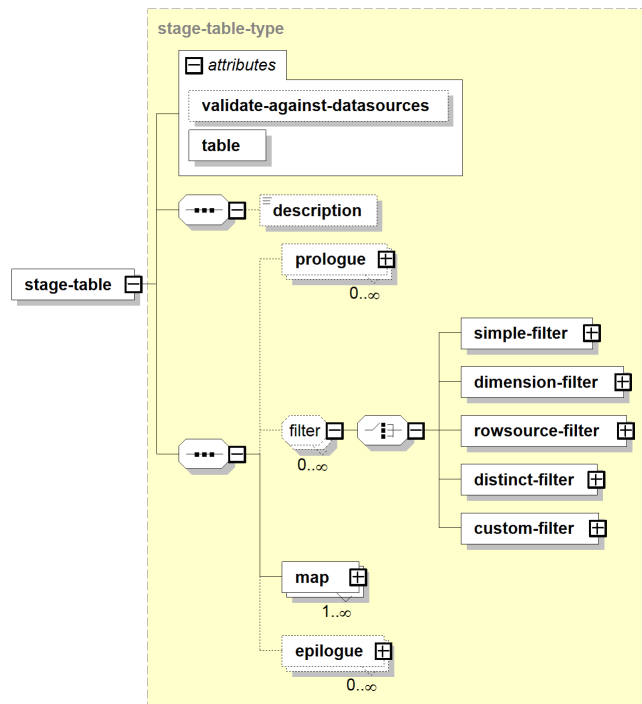 stage-table-type
attributes
validate-against-datasources
table
description
prologue
0..∞
stage-table
simple-filter
dimension-filter
filter
0..∞
rowsource-filter
distinct-filter
custom-filter
map
1..∞
epilogue
0..∞